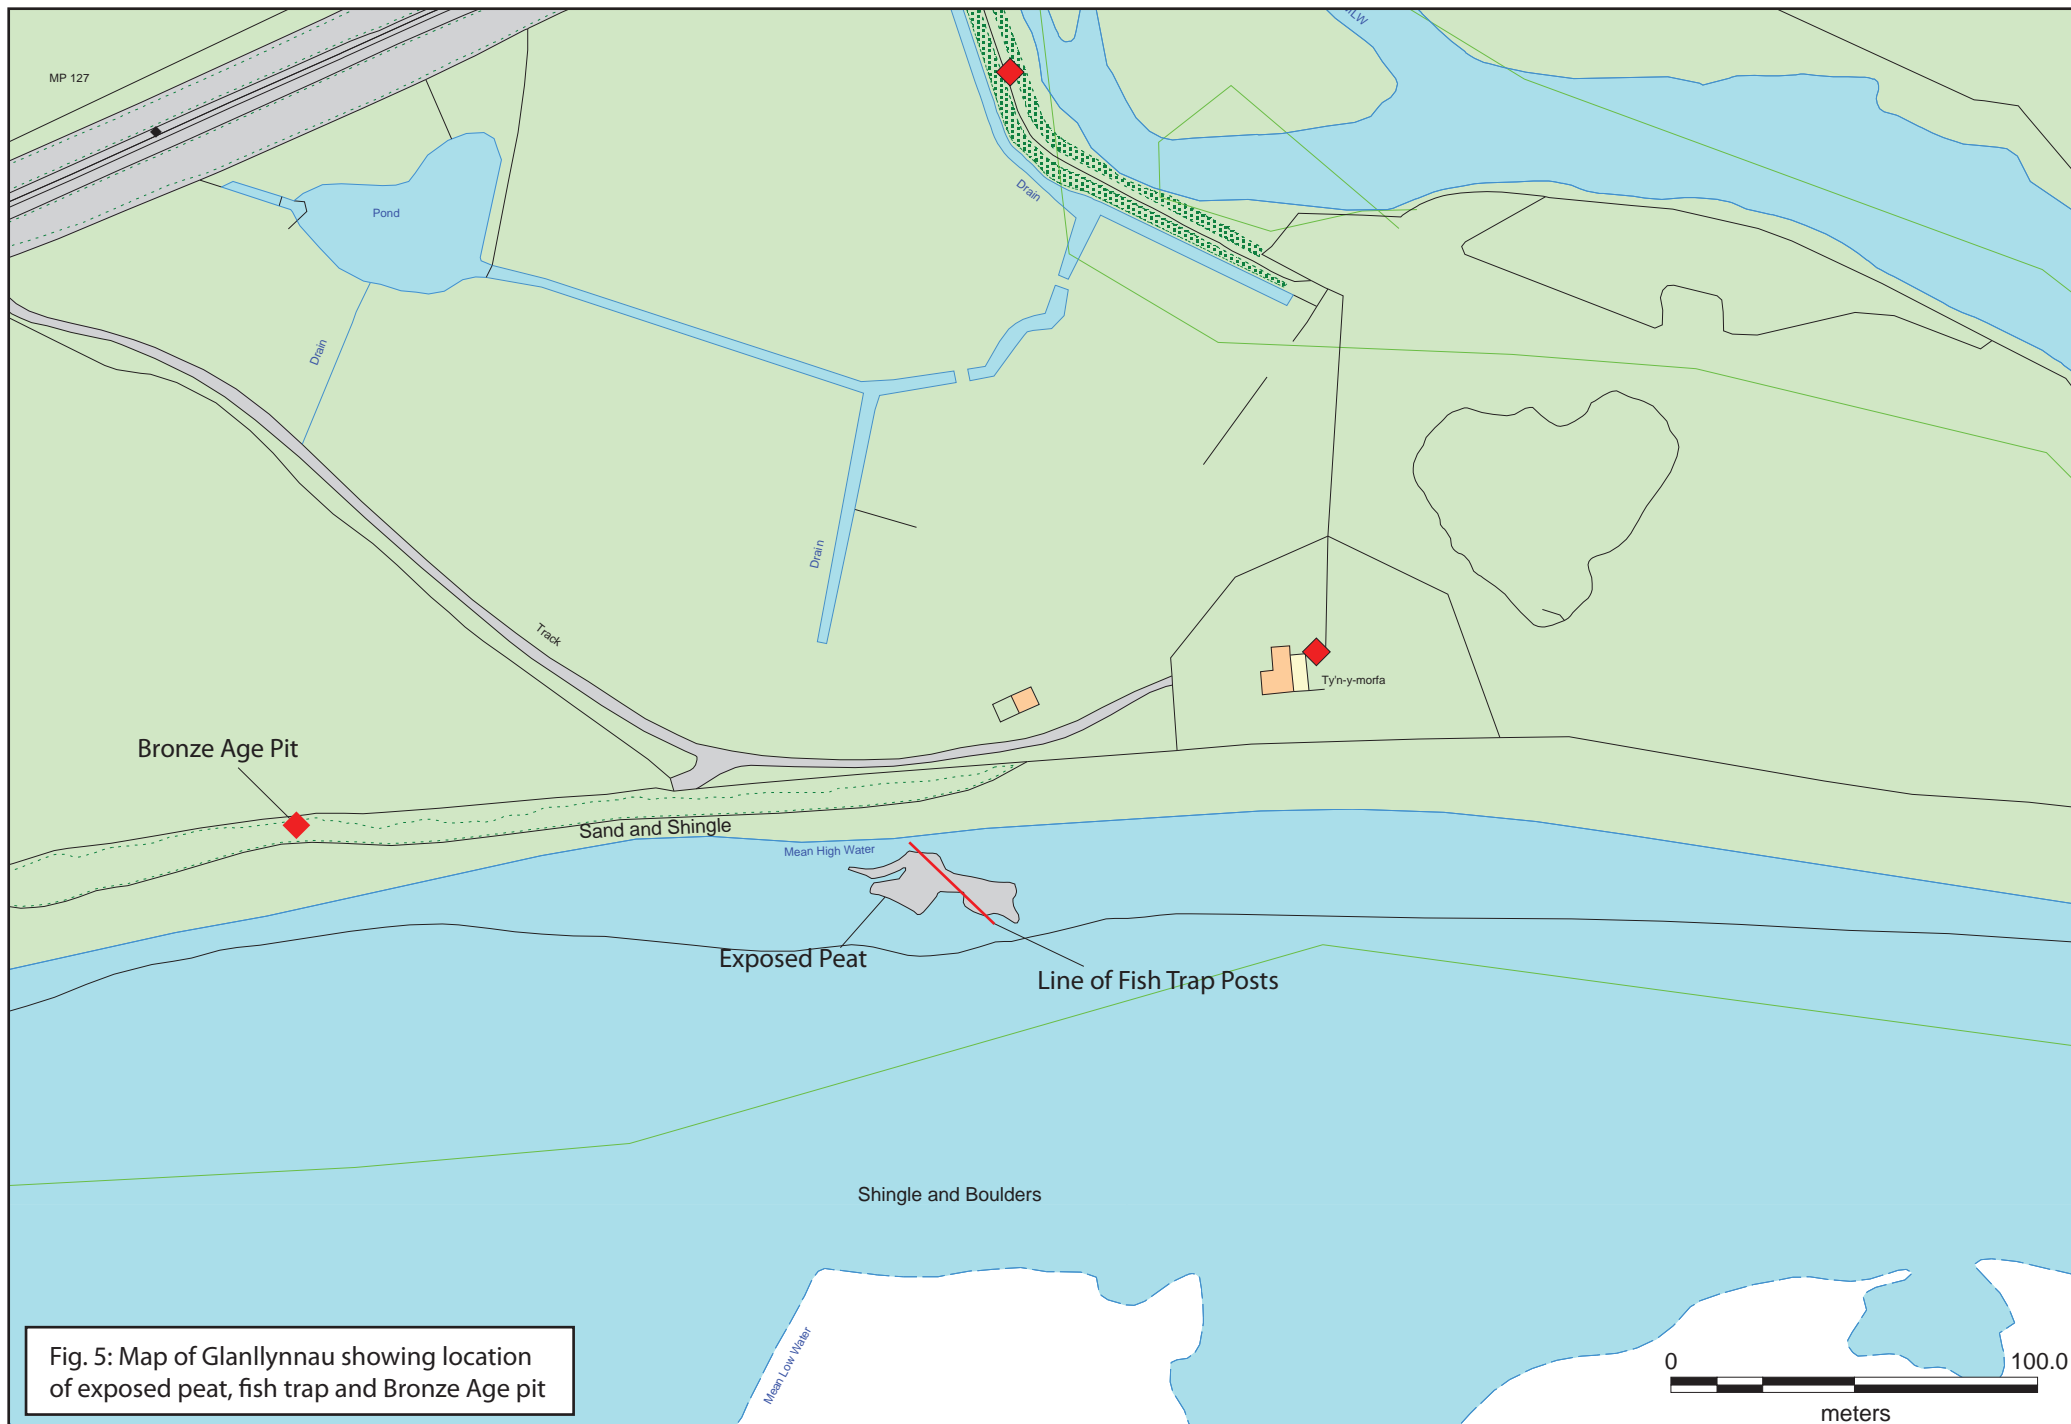 MLW
MP 127
Pond
Drain
Drain
Drain
Track
Ty'n-y-morfa
Bronze Age Pit
Sand and Shingle
Mean High Water
Exposed Peat
Line of Fish Trap Posts
Shingle and Boulders
Mean Low Water
Fig. 5: Map of Glanllynnau showing location
of exposed peat, fish trap and Bronze Age pit
0 100.0
meters